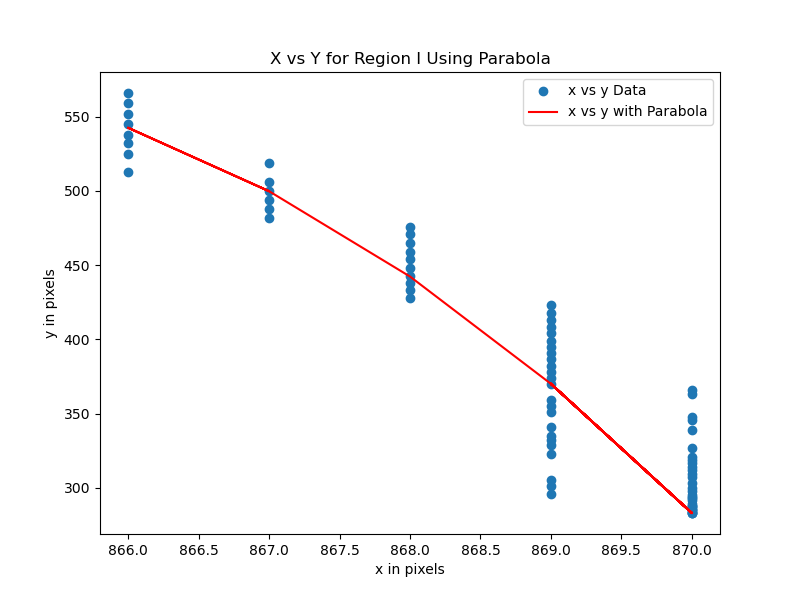 X vs Y for Region I Using Parabola
x vs y Data
x vs y with Parabola
y in pixels
550
500
450
400
350
300
866.0 866.5 867.0 867.5 868.0 868.5 869.0 869.5 870.0
x in pixels